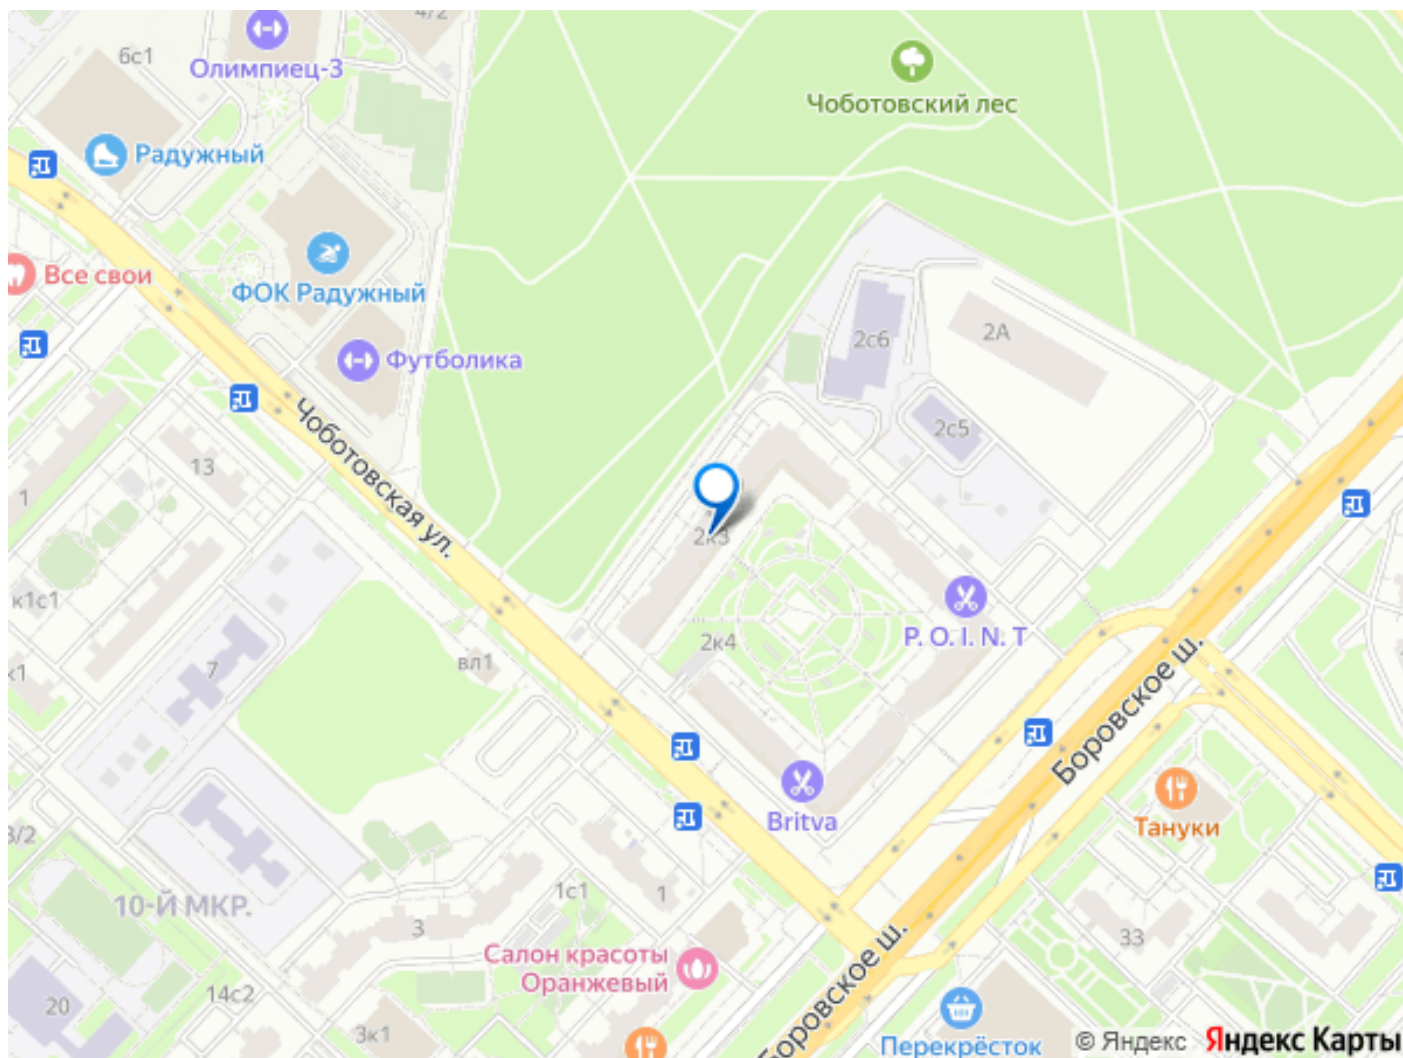 4/2
6с1
Олимпиец-3
Чоботовский лес
Радужный
Все свои
ФОК Радужный
2А
2с6
Футболика
2с5
Чоботовская ул.
13
1
2к3
к1с1
P. O. I. N. T
2к4
вл1
7
к1
Боровское ш.
Britva
Тануки
3/2
10-Й МКР.
1с1
1
3
33
Салон красоты
Оранжевый
Боровское ш.
14с2
20
3к1
Перекрёсток
© Яндекс Яндекс Карты